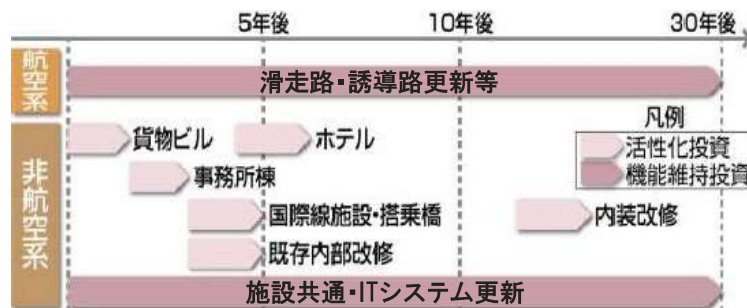 5年後
10年後
30年後
航空系
滑走路・誘導路更新等
凡例
活性化投資
機能維持投資
非航空系
貨物ビル
ホテル
事務所棟
国際線施設・搭乗橋
内装改修
既存内部改修
施設共通・ITシステム更新